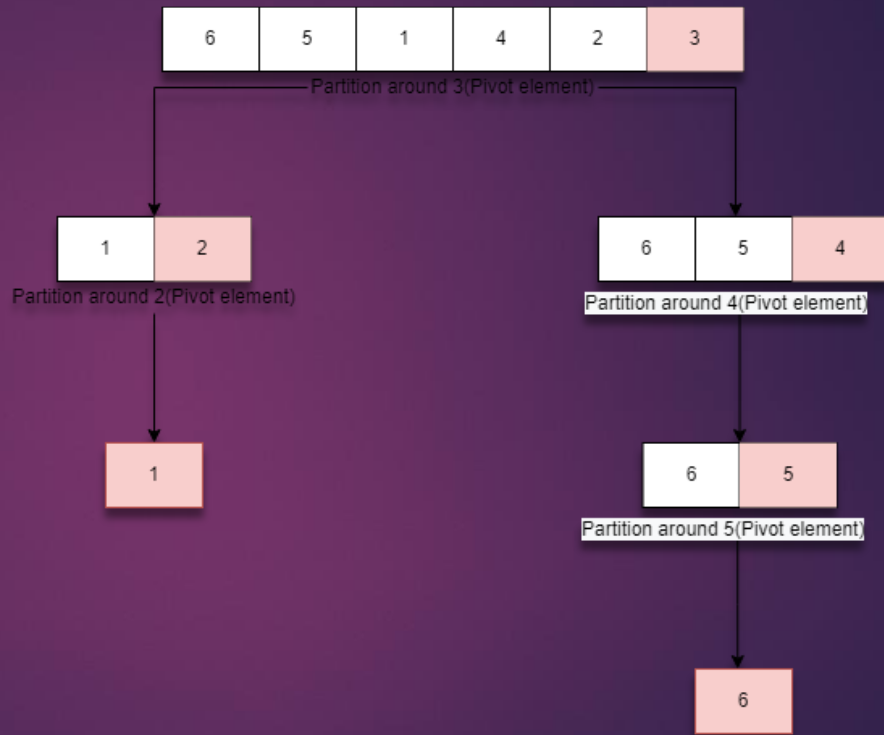 6 5 1 4 2 3
Partition around 3(Pivot element)
1 2
6 5 4
Partition around 2(Pivot element)
Partition around 4(Pivot element)
1
6 5
Partition around 5(Pivot element)
6